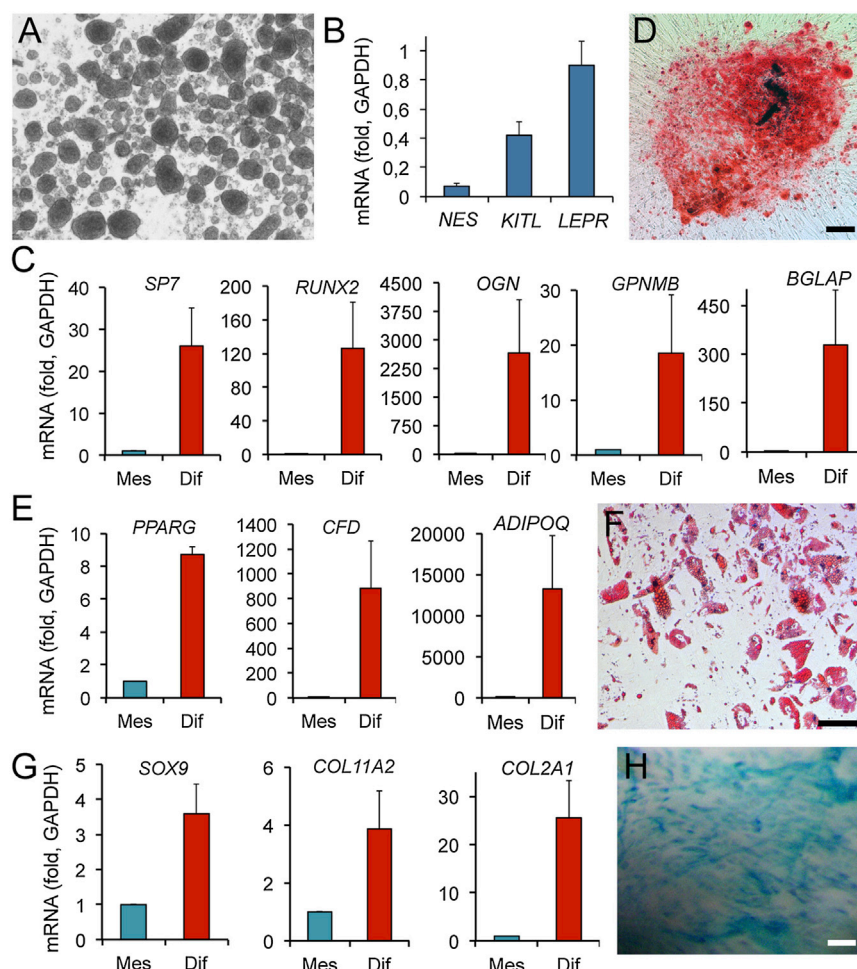 A
B
mRNA (fold, GAPDH)
1
0,8
0,6
0,4
0,2
0
NES KITL LEPR
D
C
mRNA (fold, GAPDH)
SP7
40
30
20
10
0
Mes Dif
RUNX2
200
160
120
80
40
0
Mes Dif
OGN
4500
3750
3000
2250
1500
750
0
Mes Dif
GPNMB
30
20
10
0
Mes Dif
BGLAP
450
300
150
0
Mes Dif
E
mRNA (fold, GAPDH)
PPARG
10
8
6
4
2
0
Mes Dif
CFD
1400
1200
1000
800
600
400
200
0
Mes Dif
ADIPOQ
20000
15000
10000
5000
0
Mes Dif
F
G
mRNA (fold, GAPDH)
SOX9
5
4
3
2
1
0
Mes Dif
COL11A2
6
4
2
0
Mes Dif
COL2A1
30
20
10
0
Mes Dif
H